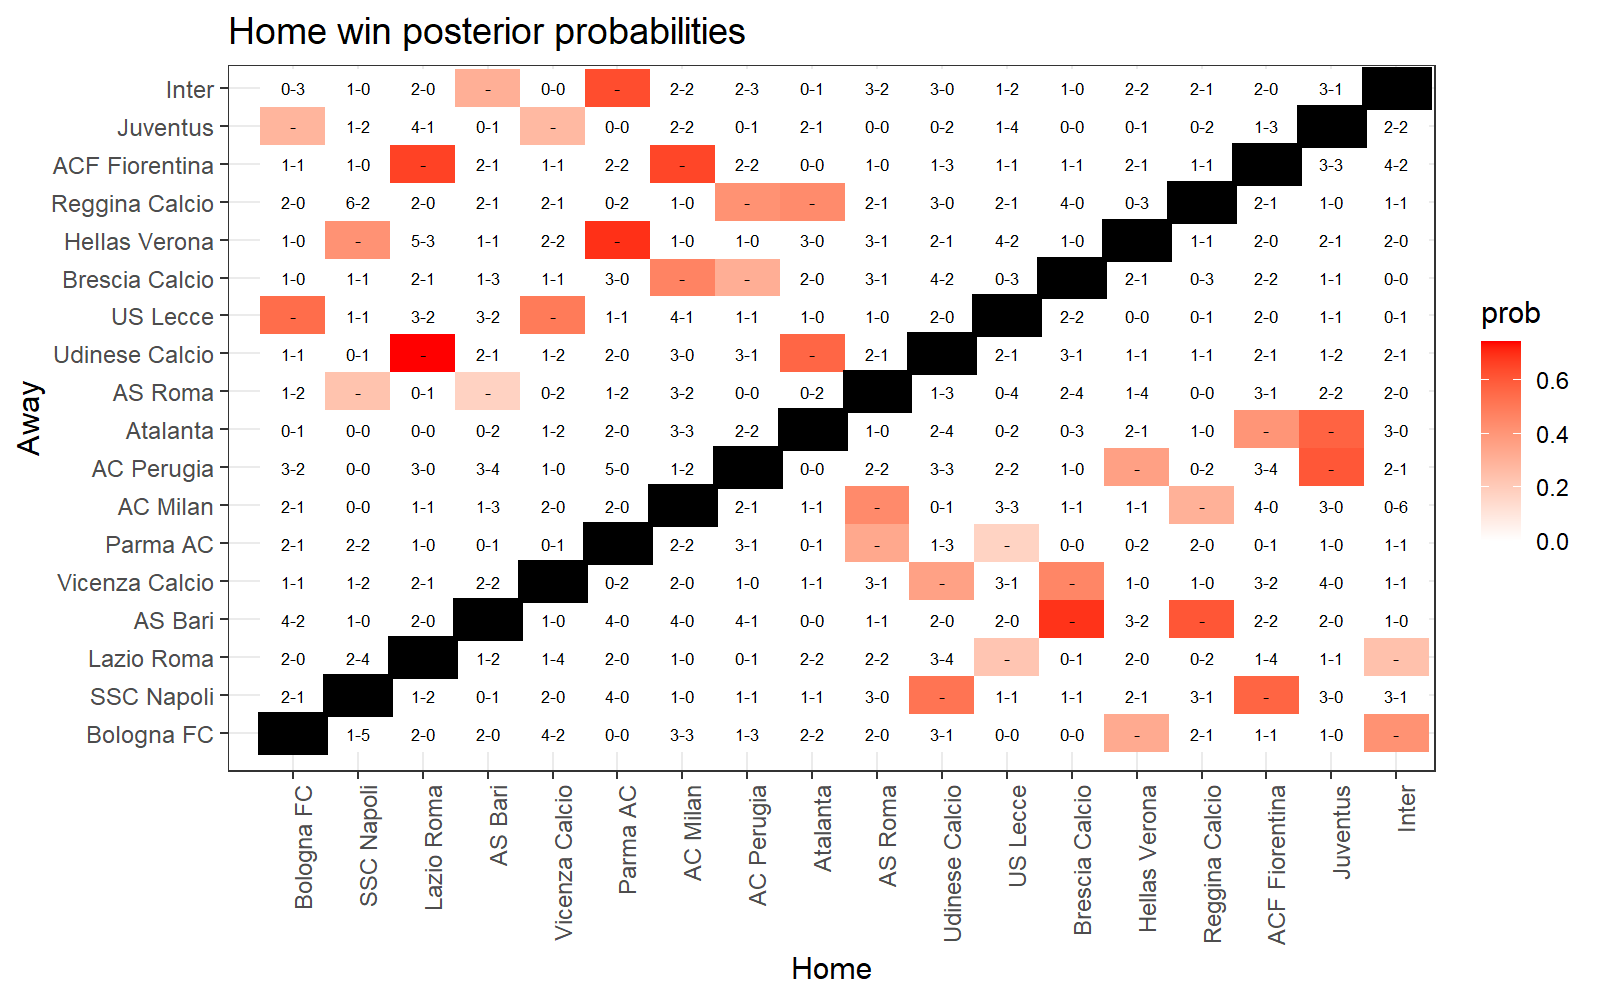 Home win posterior probabilities
Inter 0-3 1-0 2-0 - 0-0 - 2-2 2-3 0-1 3-2 3-0 1-2 1-0 2-2 2-1 2-0 3-1
Juventus - 1-2 4-1 0-1 - 0-0 2-2 0-1 2-1 0-0 0-2 1-4 0-0 0-1 0-2 1-3 2-2
ACF Fiorentina 1-1 1-0 - 2-1 1-1 2-2 - 2-2 0-0 1-0 1-3 1-1 1-1 2-1 1-1 3-3 4-2
Reggina Calcio 2-0 6-2 2-0 2-1 2-1 0-2 1-0 - - 2-1 3-0 2-1 4-0 0-3 2-1 1-0 1-1
Hellas Verona 1-0 - 5-3 1-1 2-2 - 1-0 1-0 3-0 3-1 2-1 4-2 1-0 1-1 2-0 2-1 2-0
Brescia Calcio 1-0 1-1 2-1 1-3 1-1 3-0 - - 2-0 3-1 4-2 0-3 2-1 0-3 2-2 1-1 0-0
US Lecce - 1-1 3-2 3-2 - 1-1 4-1 1-1 1-0 1-0 2-0 2-2 0-0 0-1 2-0 1-1 0-1
Udinese Calcio 1-1 0-1 - 2-1 1-2 2-0 3-0 3-1 - 2-1 2-1 3-1 1-1 1-1 2-1 1-2 2-1
AS Roma 1-2 - 0-1 - 0-2 1-2 3-2 0-0 0-2 1-3 0-4 2-4 1-4 0-0 3-1 2-2 2-0
Atalanta 0-1 0-0 0-0 0-2 1-2 2-0 3-3 2-2 1-0 2-4 0-2 0-3 2-1 1-0 - - 3-0
AC Perugia 3-2 0-0 3-0 3-4 1-0 5-0 1-2 0-0 2-2 3-3 2-2 1-0 - 0-2 3-4 - 2-1
AC Milan 2-1 0-0 1-1 1-3 2-0 2-0 2-1 1-1 - 0-1 3-3 1-1 1-1 - 4-0 3-0 0-6
Parma AC 2-1 2-2 1-0 0-1 0-1 2-2 3-1 0-1 - 1-3 - 0-0 0-2 2-0 0-1 1-0 1-1
Vicenza Calcio 1-1 1-2 2-1 2-2 0-2 2-0 1-0 1-1 3-1 - 3-1 - 1-0 1-0 3-2 4-0 1-1
AS Bari 4-2 1-0 2-0 1-0 4-0 4-0 4-1 0-0 1-1 2-0 2-0 - 3-2 - 2-2 2-0 1-0
Lazio Roma 2-0 2-4 1-2 1-4 2-0 1-0 0-1 2-2 2-2 3-4 - 0-1 2-0 0-2 1-4 1-1 -
SSC Napoli 2-1 1-2 0-1 2-0 4-0 1-0 1-1 1-1 3-0 - 1-1 1-1 2-1 3-1 - 3-0 3-1
Bologna FC 1-5 2-0 2-0 4-2 0-0 3-3 1-3 2-2 2-0 3-1 0-0 0-0 - 2-1 1-1 1-0 -
Away
Bologna FC
SSC Napoli
Lazio Roma
AS Bari
Vicenza Calcio
Parma AC
AC Milan
AC Perugia
Atalanta
AS Roma
Udinese Calcio
US Lecce
Brescia Calcio
Hellas Verona
Reggina Calcio
ACF Fiorentina
Juventus
Inter
Home
prob
0.6
0.4
0.2
0.0